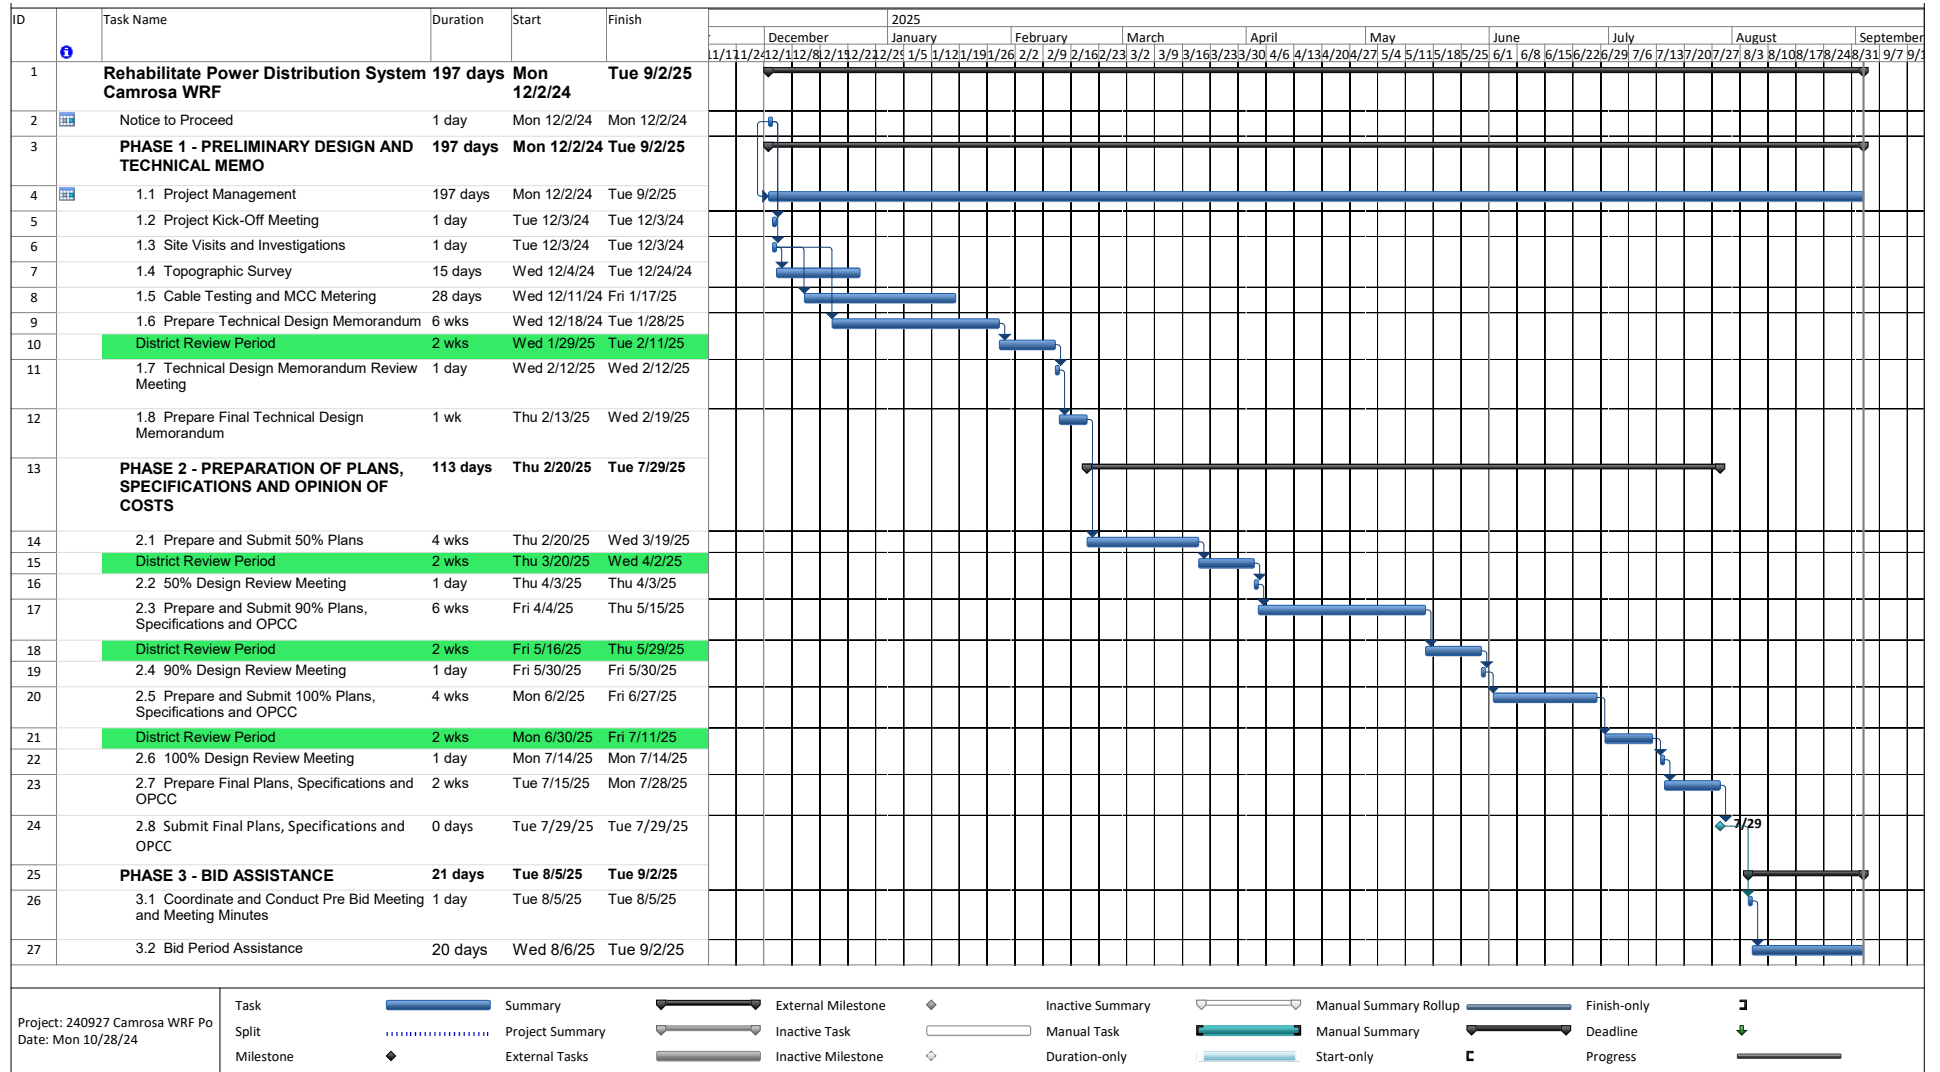 ID Task Name Duration Start Finish
2025
December January February March April May June July August September
11/17 11/24 12/1 12/8 12/15 12/22 12/29 1/5 1/12 1/19 1/26 2/2 2/9 2/16 2/23 3/2 3/9 3/16 3/23 3/30 4/6 4/13 4/20 4/27 5/4 5/11 5/18 5/25 6/1 6/8 6/15 6/22 6/29 7/6 7/13 7/20 7/27 8/3 8/10 8/17 8/24 8/31 9/7
1 Rehabilitate Power Distribution System 197 days Mon Tue 9/2/25
Camrosa WRF 12/2/24
2 Notice to Proceed 1 day Mon 12/2/24 Mon 12/2/24
3 PHASE 1 - PRELIMINARY DESIGN AND 197 days Mon 12/2/24 Tue 9/2/25
TECHNICAL MEMO
4 1.1 Project Management 197 days Mon 12/2/24 Tue 9/2/25
5 1.2 Project Kick-Off Meeting 1 day Tue 12/3/24 Tue 12/3/24
6 1.3 Site Visits and Investigations 1 day Tue 12/3/24 Tue 12/3/24
7 1.4 Topographic Survey 15 days Wed 12/4/24 Tue 12/24/24
8 1.5 Cable Testing and MCC Metering 28 days Wed 12/11/24 Fri 1/17/25
9 1.6 Prepare Technical Design Memorandum 6 wks Wed 12/18/24 Tue 1/28/25
10 District Review Period 2 wks Wed 1/29/25 Tue 2/11/25
11 1.7 Technical Design Memorandum Review 1 day Wed 2/12/25 Wed 2/12/25
Meeting
12 1.8 Prepare Final Technical Design 1 wk Thu 2/13/25 Wed 2/19/25
Memorandum
13 PHASE 2 - PREPARATION OF PLANS, 113 days Thu 2/20/25 Tue 7/29/25
SPECIFICATIONS AND OPINION OF
COSTS
14 2.1 Prepare and Submit 50% Plans 4 wks Thu 2/20/25 Wed 3/19/25
15 District Review Period 2 wks Thu 3/20/25 Wed 4/2/25
16 2.2 50% Design Review Meeting 1 day Thu 4/3/25 Thu 4/3/25
17 2.3 Prepare and Submit 90% Plans, 6 wks Fri 4/4/25 Thu 5/15/25
Specifications and OPCC
18 District Review Period 2 wks Fri 5/16/25 Thu 5/29/25
19 2.4 90% Design Review Meeting 1 day Fri 5/30/25 Fri 5/30/25
20 2.5 Prepare and Submit 100% Plans, 4 wks Mon 6/2/25 Fri 6/27/25
Specifications and OPCC
21 District Review Period 2 wks Mon 6/30/25 Fri 7/11/25
22 2.6 100% Design Review Meeting 1 day Mon 7/14/25 Mon 7/14/25
23 2.7 Prepare Final Plans, Specifications and 2 wks Tue 7/15/25 Mon 7/28/25
OPCC
24 2.8 Submit Final Plans, Specifications and 0 days Tue 7/29/25 Tue 7/29/25 7/29
OPCC
25 PHASE 3 - BID ASSISTANCE 21 days Tue 8/5/25 Tue 9/2/25
26 3.1 Coordinate and Conduct Pre Bid Meeting 1 day Tue 8/5/25 Tue 8/5/25
and Meeting Minutes
27 3.2 Bid Period Assistance 20 days Wed 8/6/25 Tue 9/2/25
Project: 240927 Camrosa WRF Po
Date: Mon 10/28/24
Task Summary External Milestone Inactive Summary Manual Summary Rollup Finish-only
Split Project Summary Inactive Task Manual Task Manual Summary Deadline
Milestone External Tasks Inactive Milestone Duration-only Start-only Progress